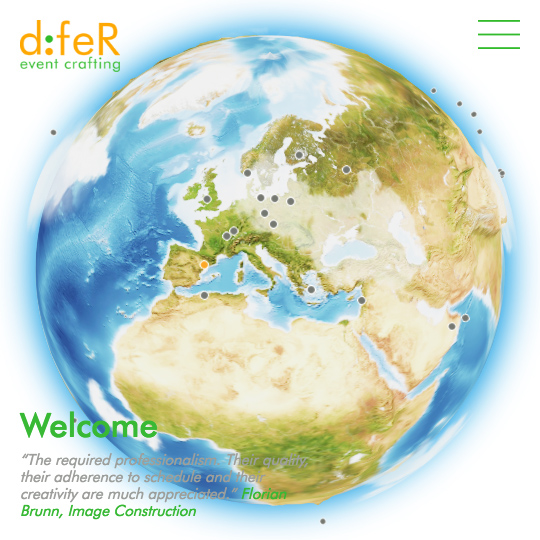 d:feR
event crafting
Welcome
“The required professionalism. Their quality,
their adherence to schedule and their
creativity are much appreciated.” Florian
Brunn, Image Construction